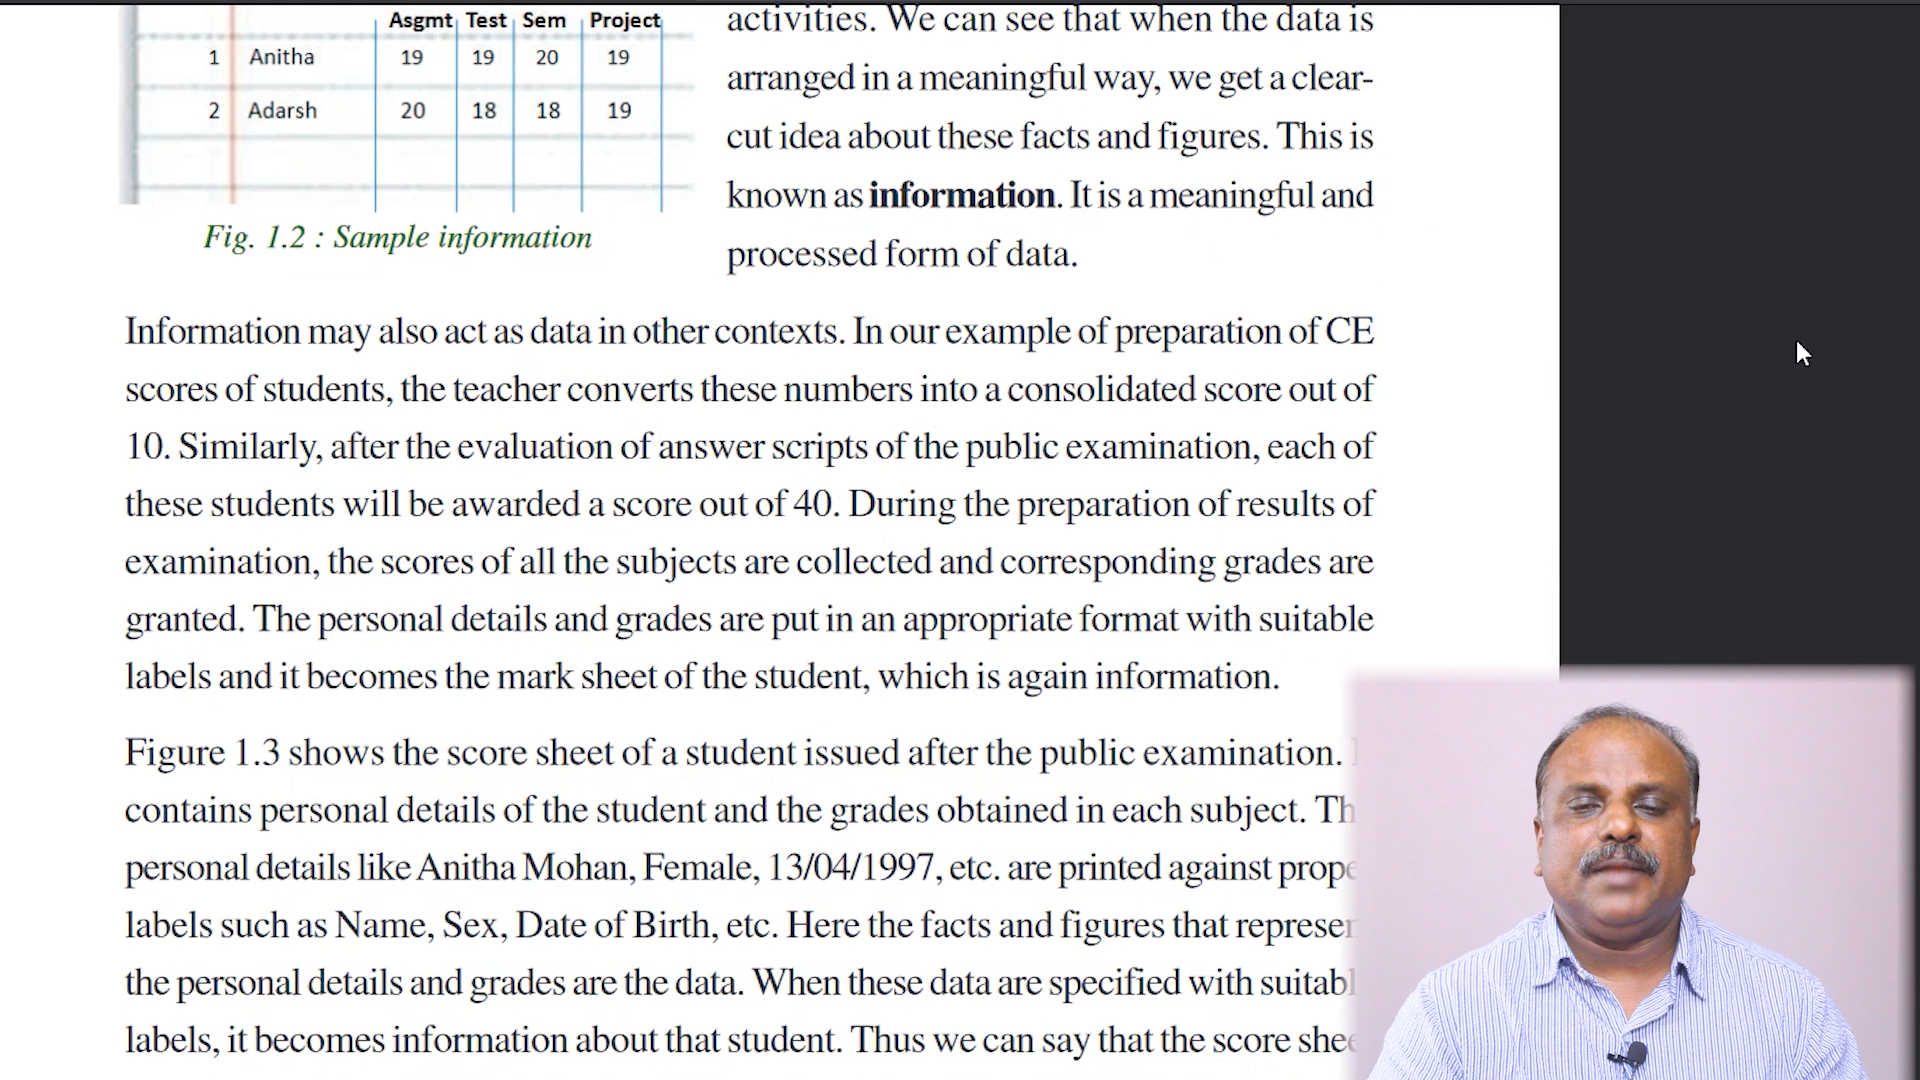 Asgmt Test Sem Project
1 Anitha 19 19 20 19
2 Adarsh 20 18 18 19
Fig. 1.2 : Sample information
activities. We can see that when the data is
arranged in a meaningful way, we get a clear-
cut idea about these facts and figures. This is
known as information. It is a meaningful and
processed form of data.
Information may also act as data in other contexts. In our example of preparation of CE
scores of students, the teacher converts these numbers into a consolidated score out of
10. Similarly, after the evaluation of answer scripts of the public examination, each of
these students will be awarded a score out of 40. During the preparation of results of
examination, the scores of all the subjects are collected and corresponding grades are
granted. The personal details and grades are put in an appropriate format with suitable
labels and it becomes the mark sheet of the student, which is again information.
Figure 1.3 shows the score sheet of a student issued after the public examination.
contains personal details of the student and the grades obtained in each subject.
personal details like Anitha Mohan, Female, 13/04/1997, etc. are printed against
labels such as Name, Sex, Date of Birth, etc. Here the facts and figures that
the personal details and grades are the data. When these data are specified with
labels, it becomes information about that student. Thus we can say that the score